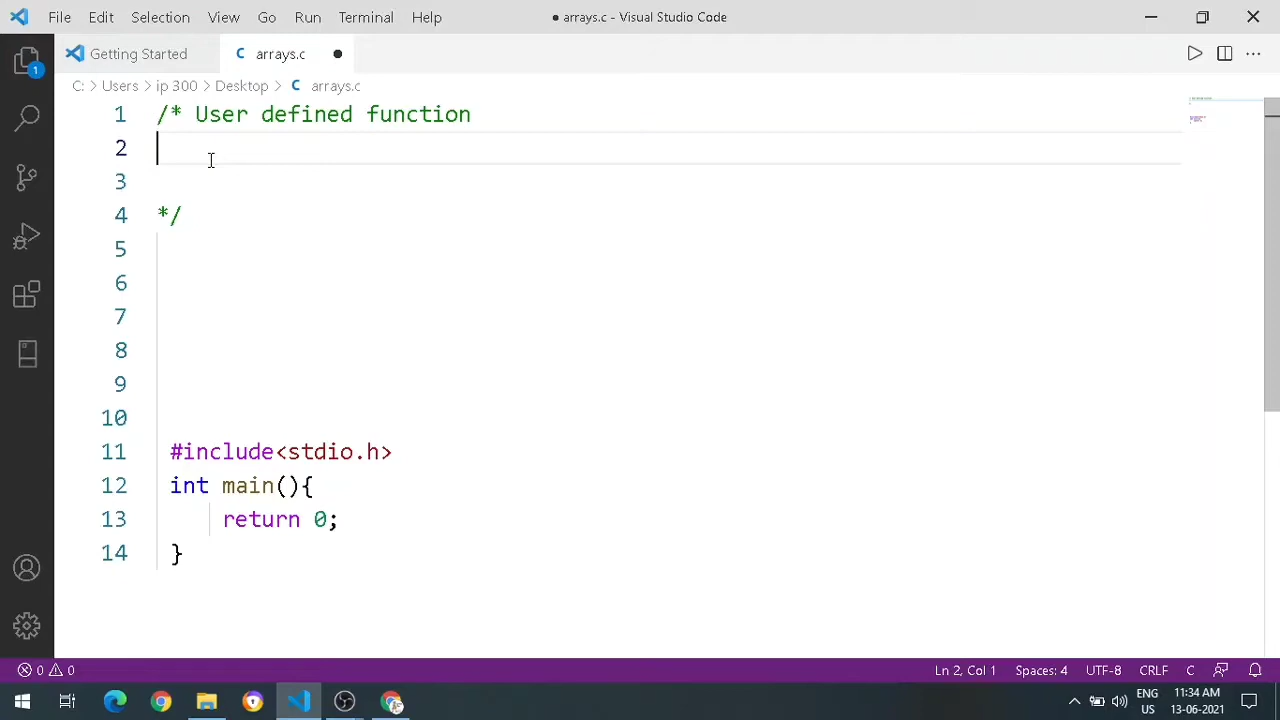 File Edit Selection View Go Run Terminal Help ● arrays.c - Visual Studio Code
Getting Started C arrays.c ●
C: > Users > ip 300 > Desktop > C arrays.c
1 /* User defined function
2
3
4 */
5
6
7
8
9
10
11 #include<stdio.h>
12 int main(){
13 return 0;
14 }
1
0 0 Ln 2, Col 1 Spaces: 4 UTF-8 CRLF C
ENG 11:34 AM
US 13-06-2021